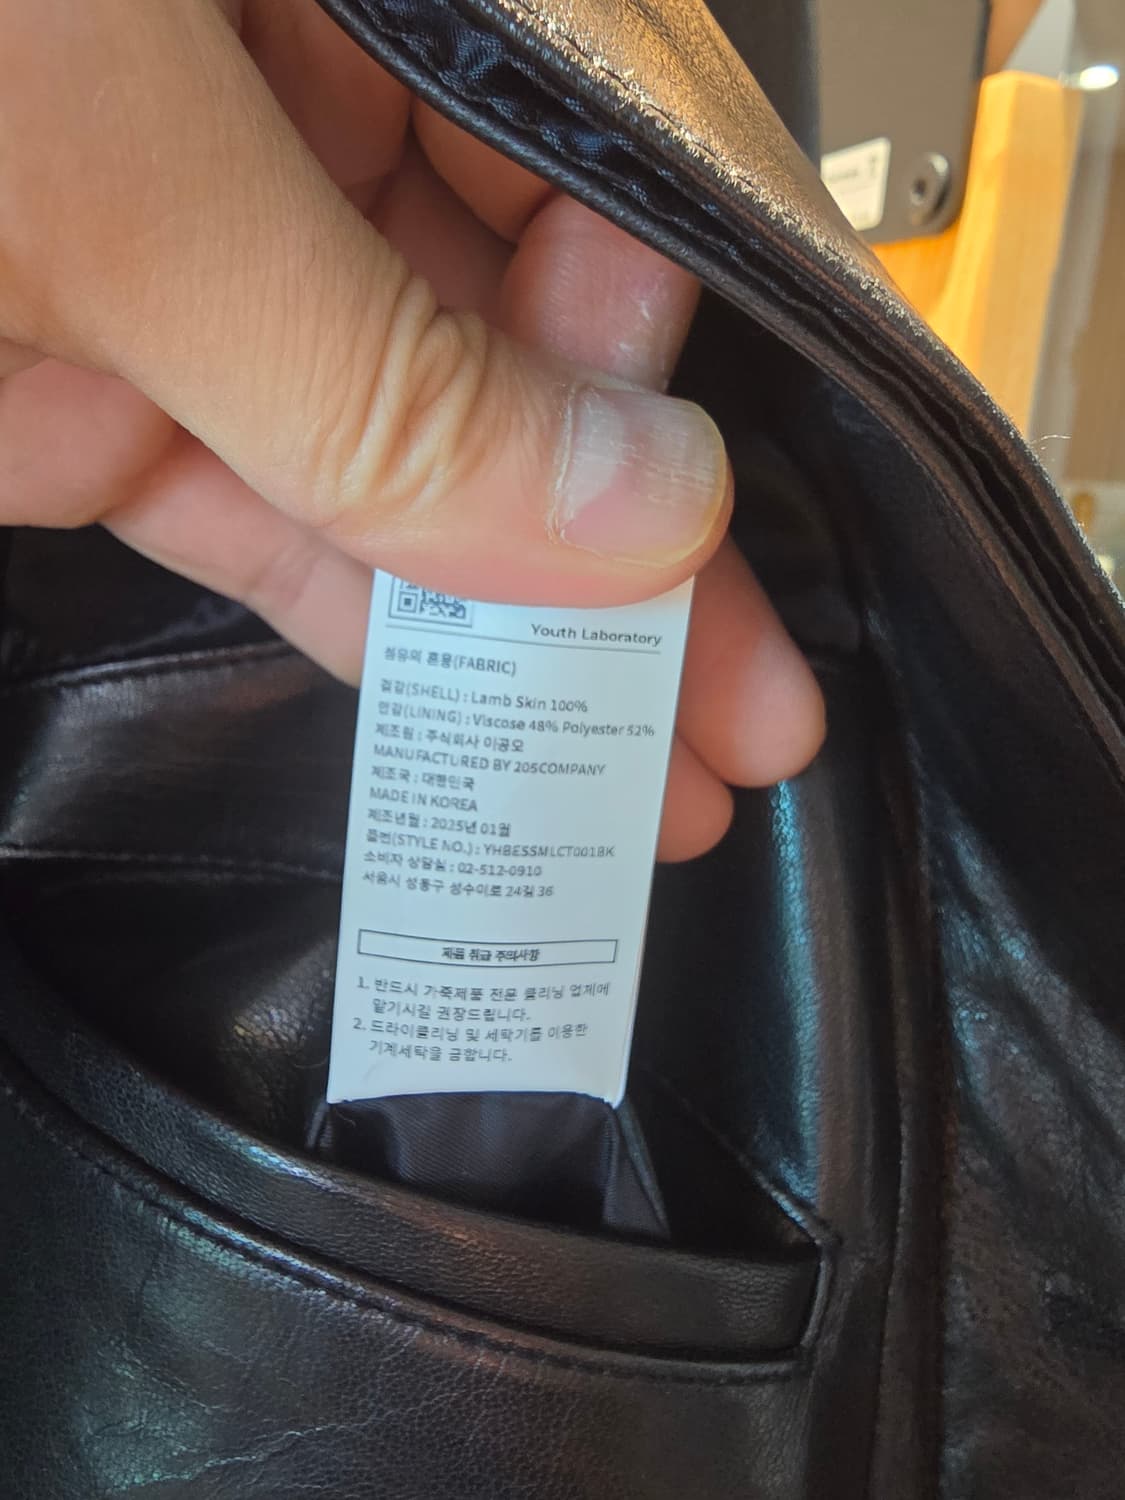 Youth Laboratory
섬유의 혼용(FABRIC)
겉감(SHELL) : Lamb Skin 100%
안감(LINING) : Viscose 48% Polyester 52%
제조원 : 주식회사 이공오
MANUFACTURED BY 205COMPANY
제조국 : 대한민국
MADE IN KOREA
제조년월 : 2025년 01월
품번(STYLE NO.) : YHBESSMLCT001BK
소비자 상담실 : 02-512-0910
서울시 성동구 성수이로 24길 36
제품 취급 주의사항
1. 반드시 가죽제품 전문 클리닝 업체에
맡기시길 권장드립니다.
2. 드라이클리닝 및 세탁기를 이용한
기계세탁을 금합니다.